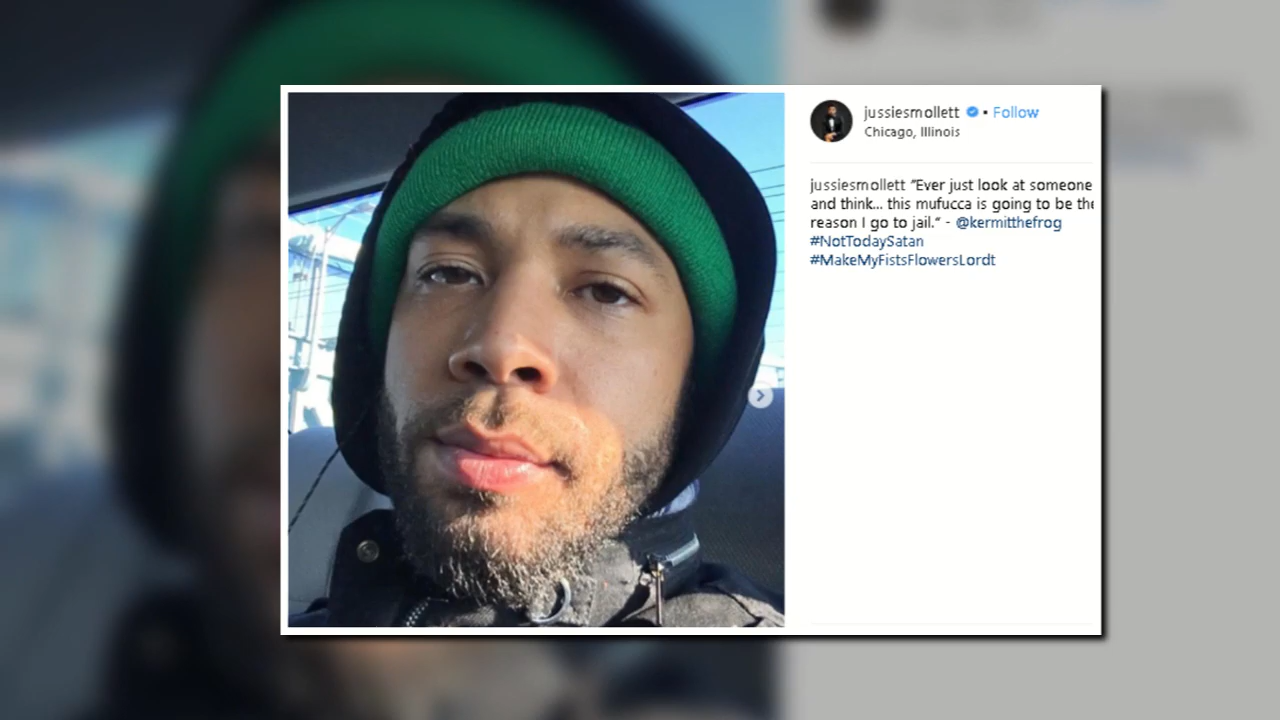 jussiesmollett • Follow
Chicago, Illinois
jussiesmollett "Ever just look at someone
and think... this mufucca is going to be the
reason I go to jail." - @kermitthefrog
#NotTodaySatan
#MakeMyFistsFlowersLordt